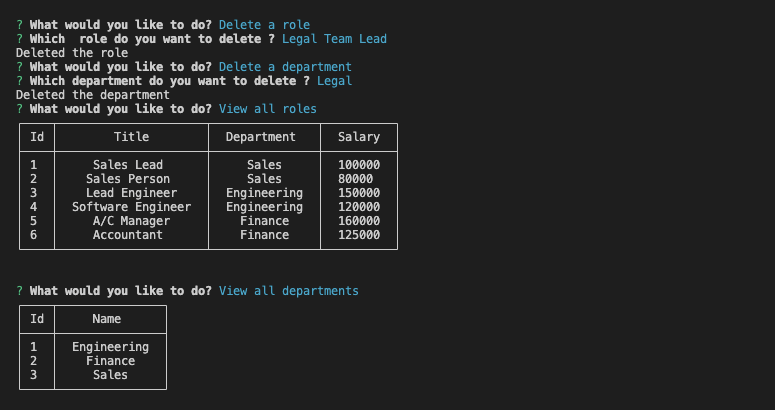 ? What would you like to do? Delete a role
? Which  role do you want to delete ? Legal Team Lead
Deleted the role
? What would you like to do? Delete a department
? Which department do you want to delete ? Legal
Deleted the department
? What would you like to do? View all roles
Id Title Department Salary
1 Sales Lead Sales 100000
2 Sales Person Sales 80000
3 Lead Engineer Engineering 150000
4 Software Engineer Engineering 120000
5 A/C Manager Finance 160000
6 Accountant Finance 125000
? What would you like to do? View all departments
Id Name
1 Engineering
2 Finance
3 Sales